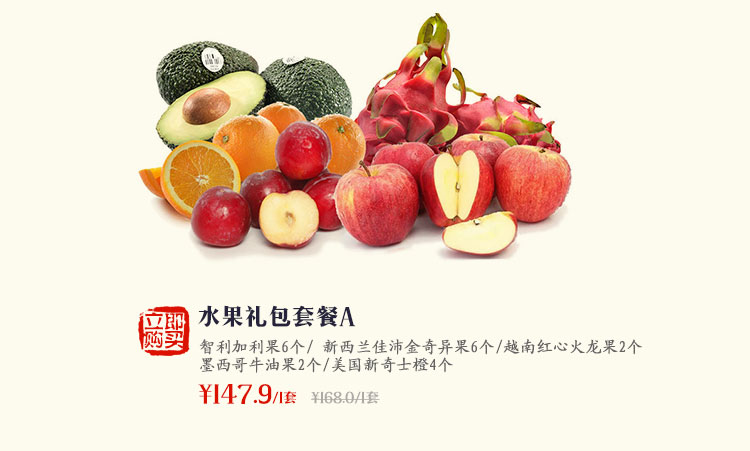 水果礼包套餐A
立即购买
智利加利果6个/ 新西兰佳沛金奇异果6个/越南红心火龙果2个
墨西哥牛油果2个/美国新奇士橙4个
¥147.9/1套 ¥168.0/1套